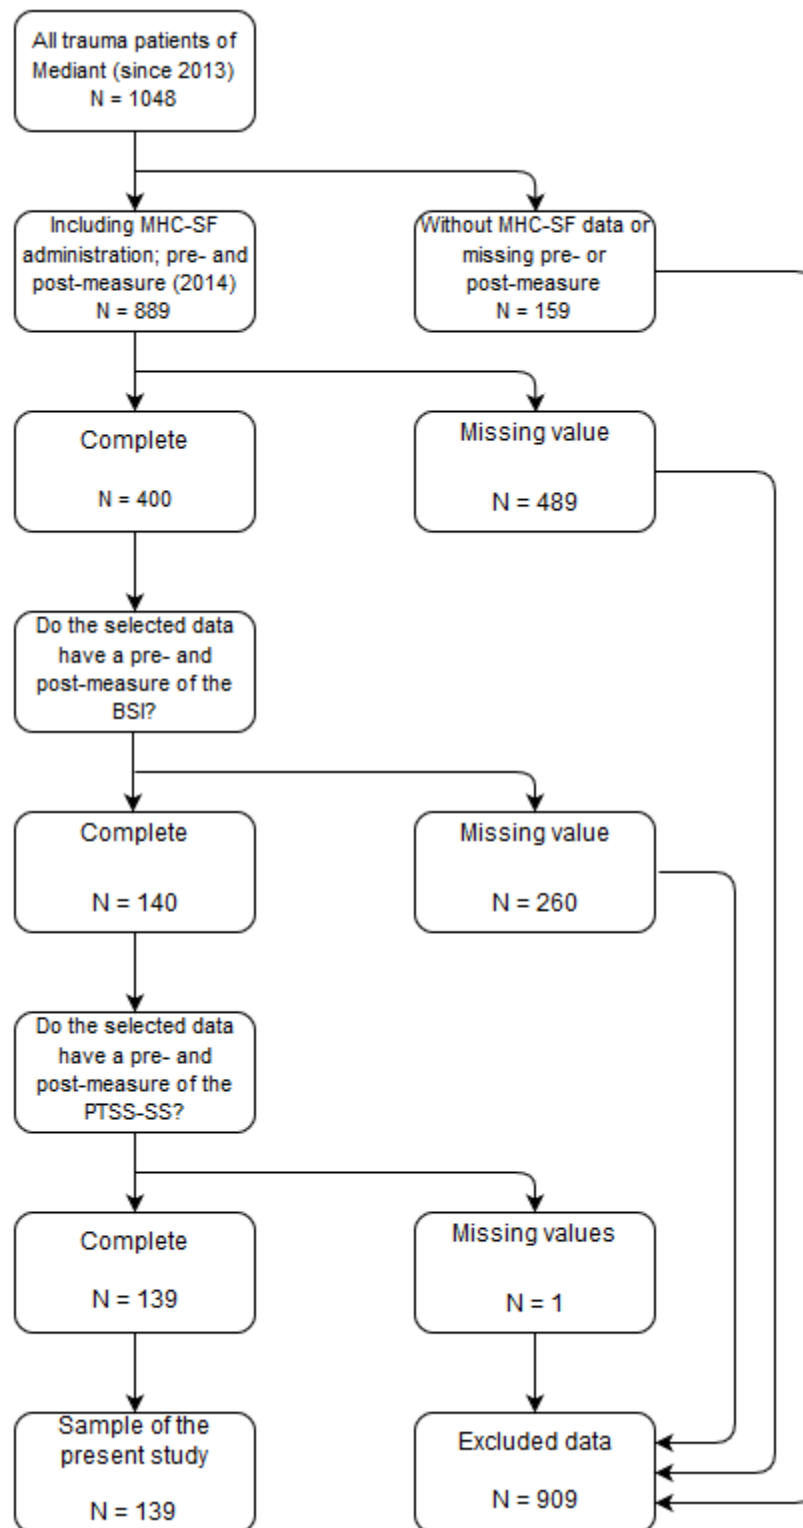 All trauma patients of
Mediant (since 2013)
N = 1048
Including MHC-SF
administration; pre- and
post-measure (2014)
N = 889
Without MHC-SF data or
missing pre- or
post-measure
N = 159
Complete
N = 400
Missing value
N = 489
Do the selected data
have a pre- and
post-measure of the
BSI?
Complete
N = 140
Missing value
N = 260
Do the selected data
have a pre- and
post-measure of the
PTSS-SS?
Complete
N = 139
Missing values
N = 1
Sample of the
present study
N = 139
Excluded data
N = 909